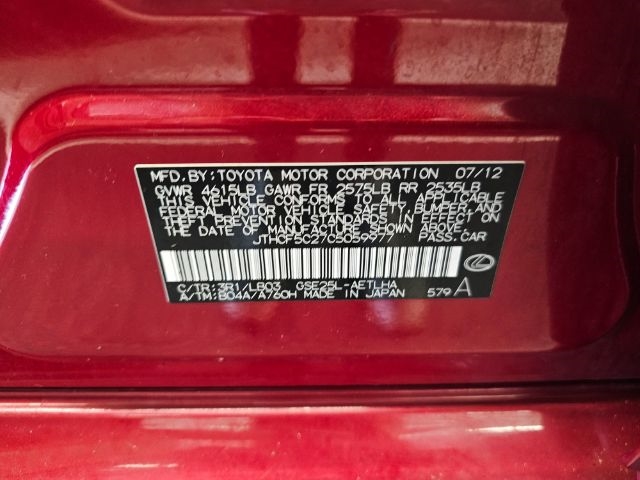 MFD. BY: TOYOTA MOTOR CORPORATION 07/12
GVWR 4615LB GAWR FR 2575LB RR 2535LB
THIS VEHICLE CONFORMS TO ALL APPLICABLE
FEDERAL MOTOR VEHICLE SAFETY, BUMPER AND
THEFT PREVENTION STANDARDS IN EFFECT ON
THE DATE OF MANUFACTURE SHOWN ABOVE.
JTHCF5C27C5059977 PASS.CAR
C/TR:3R1/LB03 GSE25L-AETLHA
A/TM:B04A/A760H MADE IN JAPAN 579 A